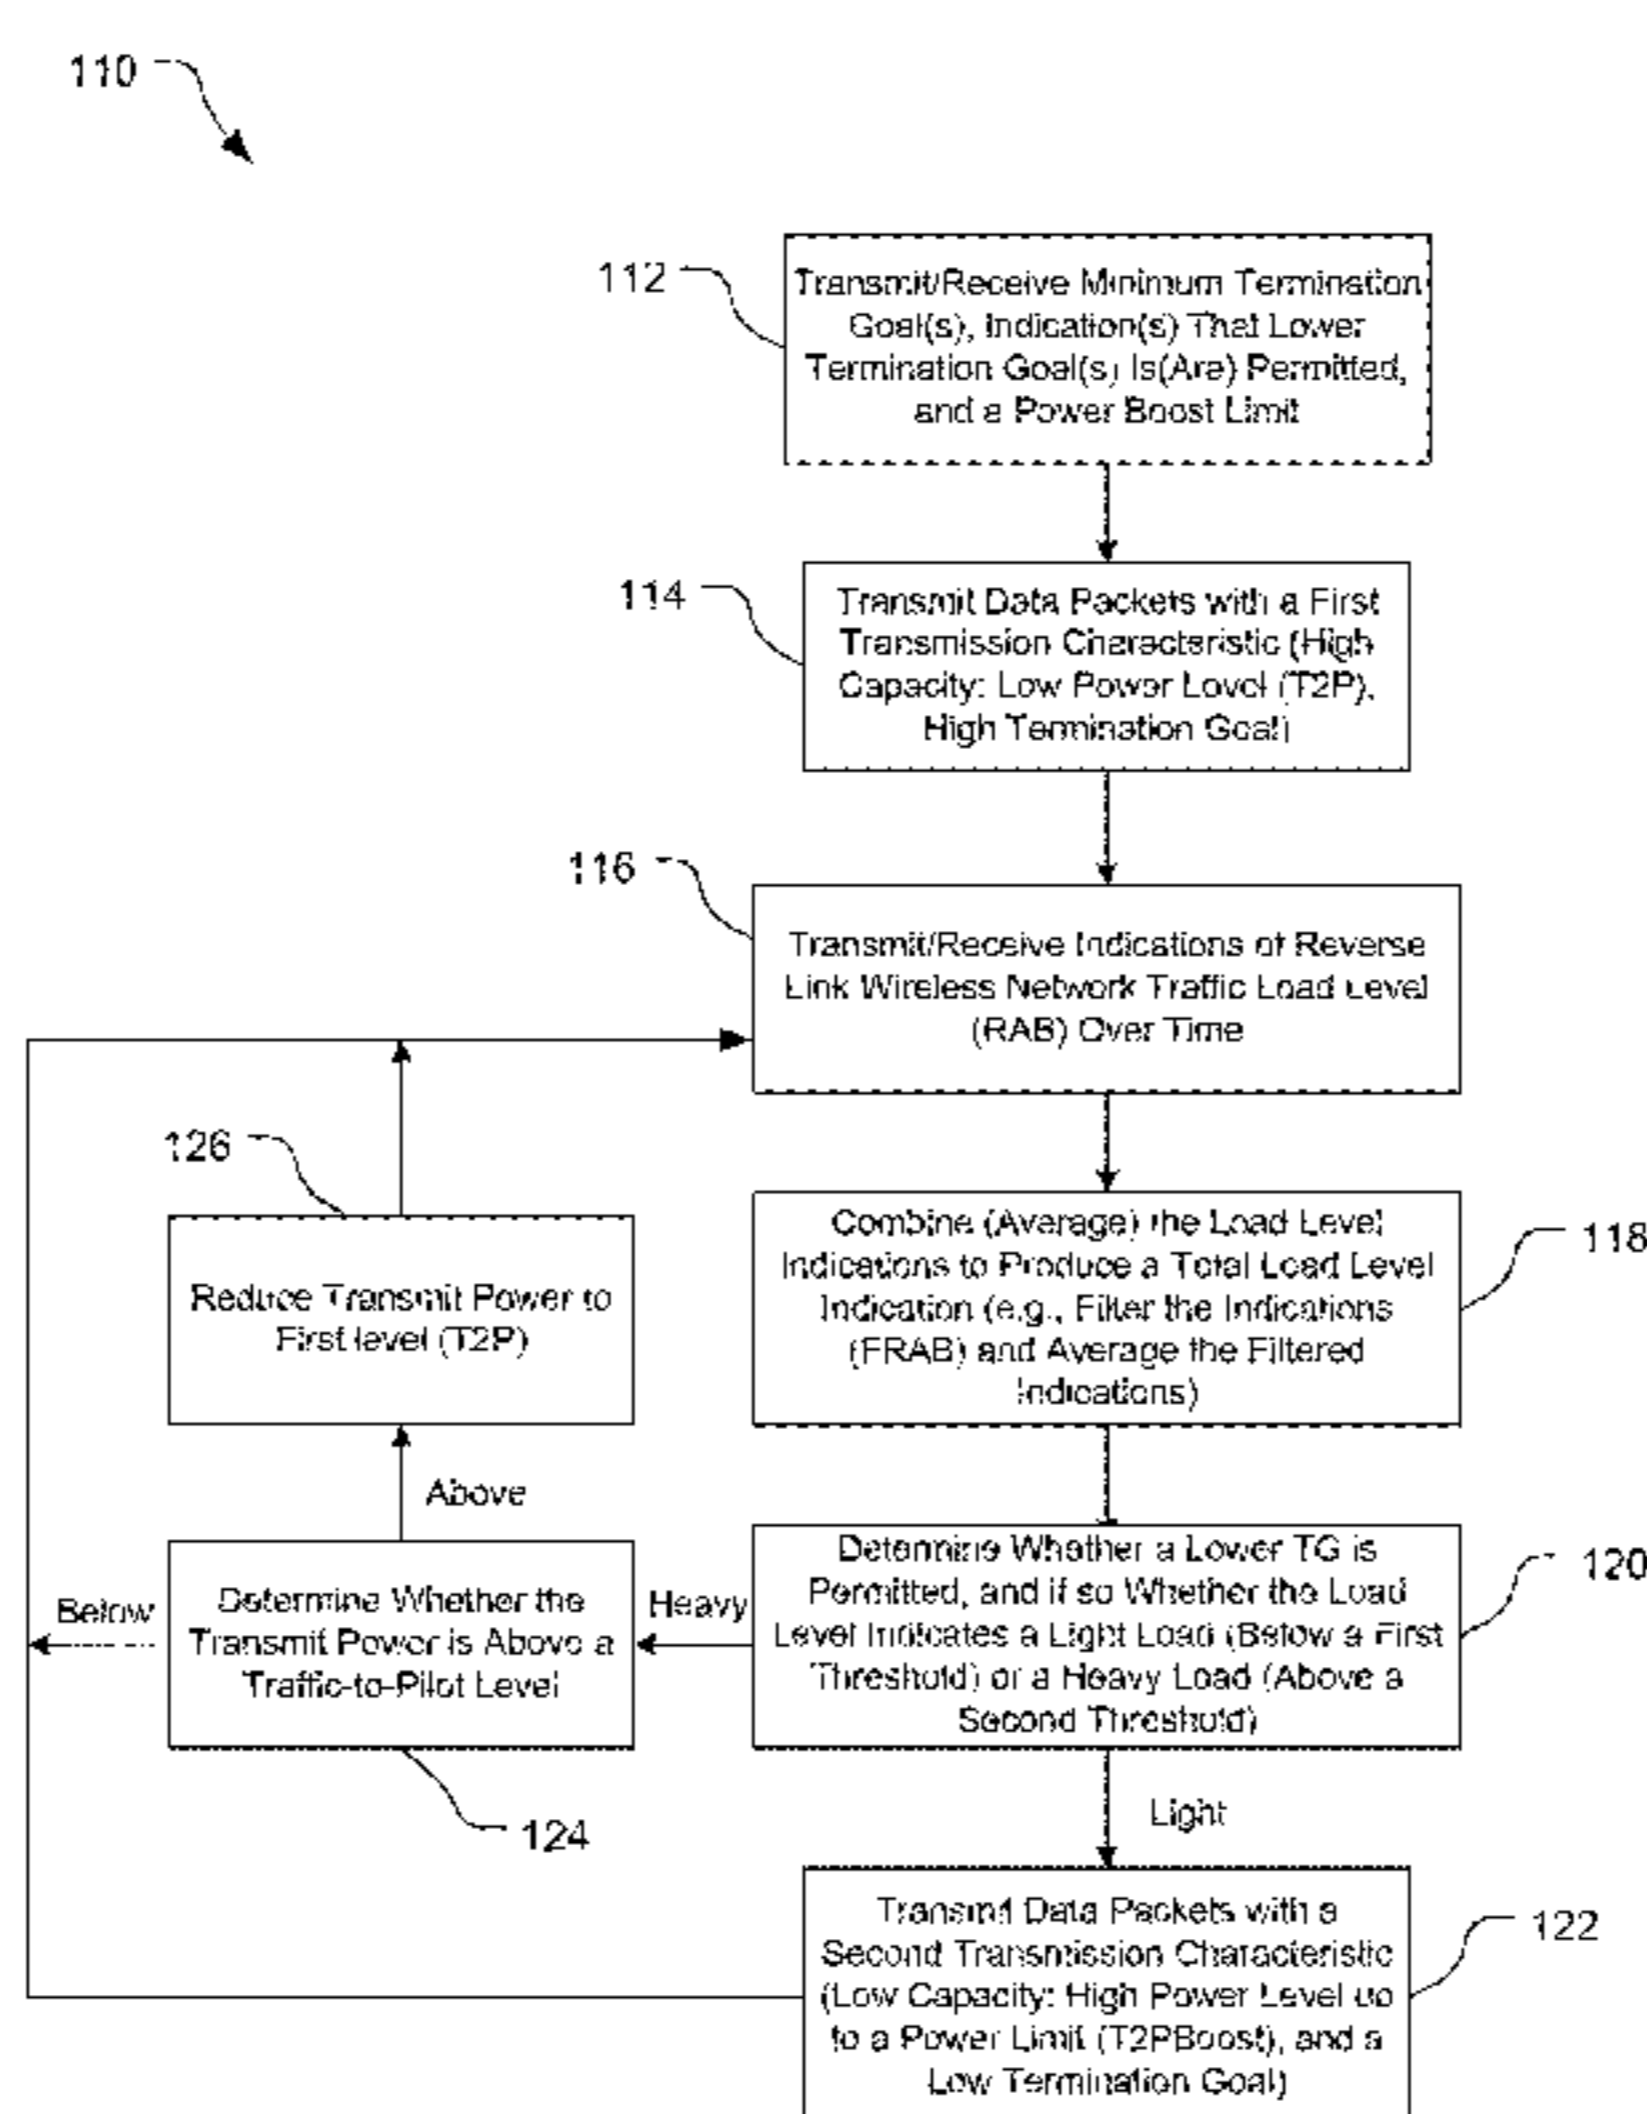 110
112
Transmit/Receive Minimum Termination
Goal(s), Indication(s) That Lower
Termination Goal(s) Is(Are) Permitted,
and a Power Boost Limit
114
Transmit Data Packets with a First
Transmission Characteristic (High
Capacity: Low Power Level (T2P),
High Termination Goal)
116
Transmit/Receive Indications of Reverse
Link Wireless Network Traffic Load Level
(RAB) Over Time
126
Reduce Transmit Power to
First level (T2P)
118
Combine (Average) the Load Level
Indications to Produce a Total Load Level
Indication (e.g., Filter the Indications
(FRAB) and Average the Filtered
Indications)
Above
Below
Determine Whether the
Transmit Power is Above a
Traffic-to-Pilot Level
124
Heavy
120
Determine Whether a Lower TG is
Permitted, and if so Whether the Load
Level Indicates a Light Load (Below a First
Threshold) or a Heavy Load (Above a
Second Threshold)
Light
122
Transmit Data Packets with a
Second Transmission Characteristic
(Low Capacity: High Power Level up
to a Power Limit (T2PBoost), and a
Low Termination Goal)